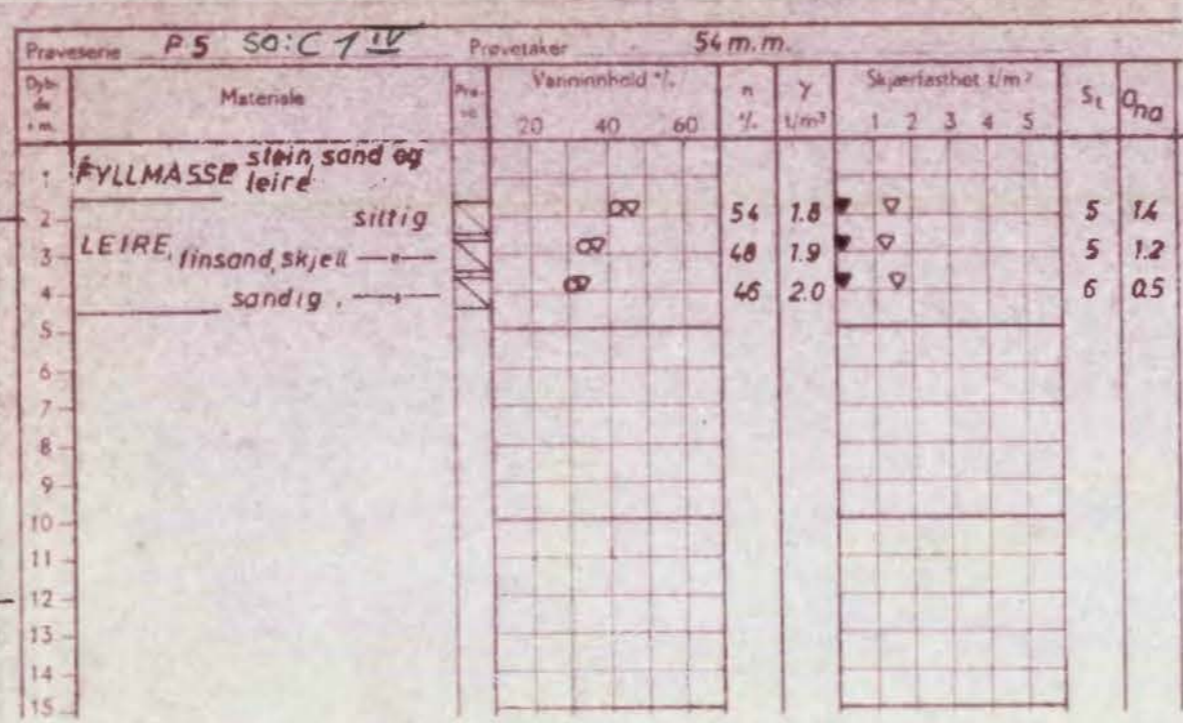 Prøveserie P 5 SO: C 1 IV Prøvetaker 54 m.m.
Dybde i m. Materiale Prøve Vanninnhold % n % γ t/m³ Skjærfasthet t/m² St Ona
20 40 60 1 2 3 4 5
1 FYLLMASSE stein, sand og leire
2 siltig 54 1.8 5 1.4
3 LEIRE, finsand, skjell —"— 48 1.9 5 1.2
4 sandig, —"— 46 2.0 6 0.5
5
6
7
8
9
10
11
12
13
14
15